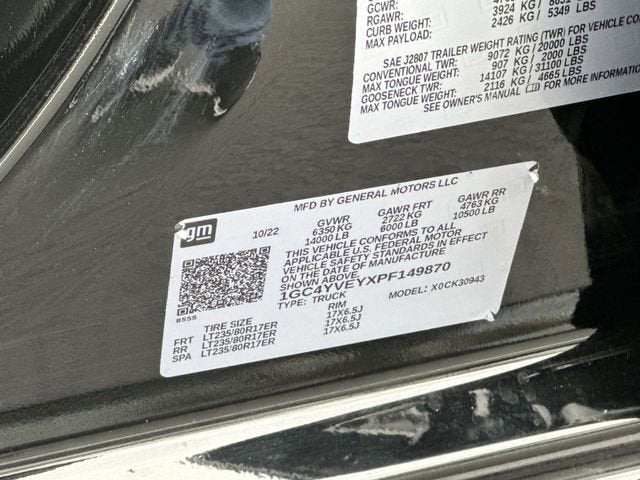 GCWR:
RGAWR: 3924 KG / 8651
CURB WEIGHT: 2426 KG / 5349 LBS
MAX PAYLOAD:
SAE J2807 TRAILER WEIGHT RATING (TWR) FOR VEHICLE
CONVENTIONAL TWR: 9072 KG / 20000 LBS
MAX TONGUE WEIGHT: 907 KG / 2000 LBS
GOOSENECK TWR: 14107 KG / 31100 LBS
MAX TONGUE WEIGHT: 2116 KG / 4665 LBS
SEE OWNER'S MANUAL FOR MORE INFORMATION
MFD BY GENERAL MOTORS LLC
gm 10/22 GVWR GAWR FRT GAWR RR
6350 KG 2722 KG 4763 KG
14000 LB 6000 LB 10500 LB
THIS VEHICLE CONFORMS TO ALL
APPLICABLE U.S. FEDERAL MOTOR
VEHICLE SAFETY STANDARDS IN EFFECT
ON THE DATE OF MANUFACTURE
SHOWN ABOVE.
1GC4YVEYXPF149870
TYPE: TRUCK MODEL: X0CK30943
8555
TIRE SIZE RIM
FRT LT235/80R17ER 17X6.5J
RR LT235/80R17ER 17X6.5J
SPA LT235/80R17ER 17X6.5J